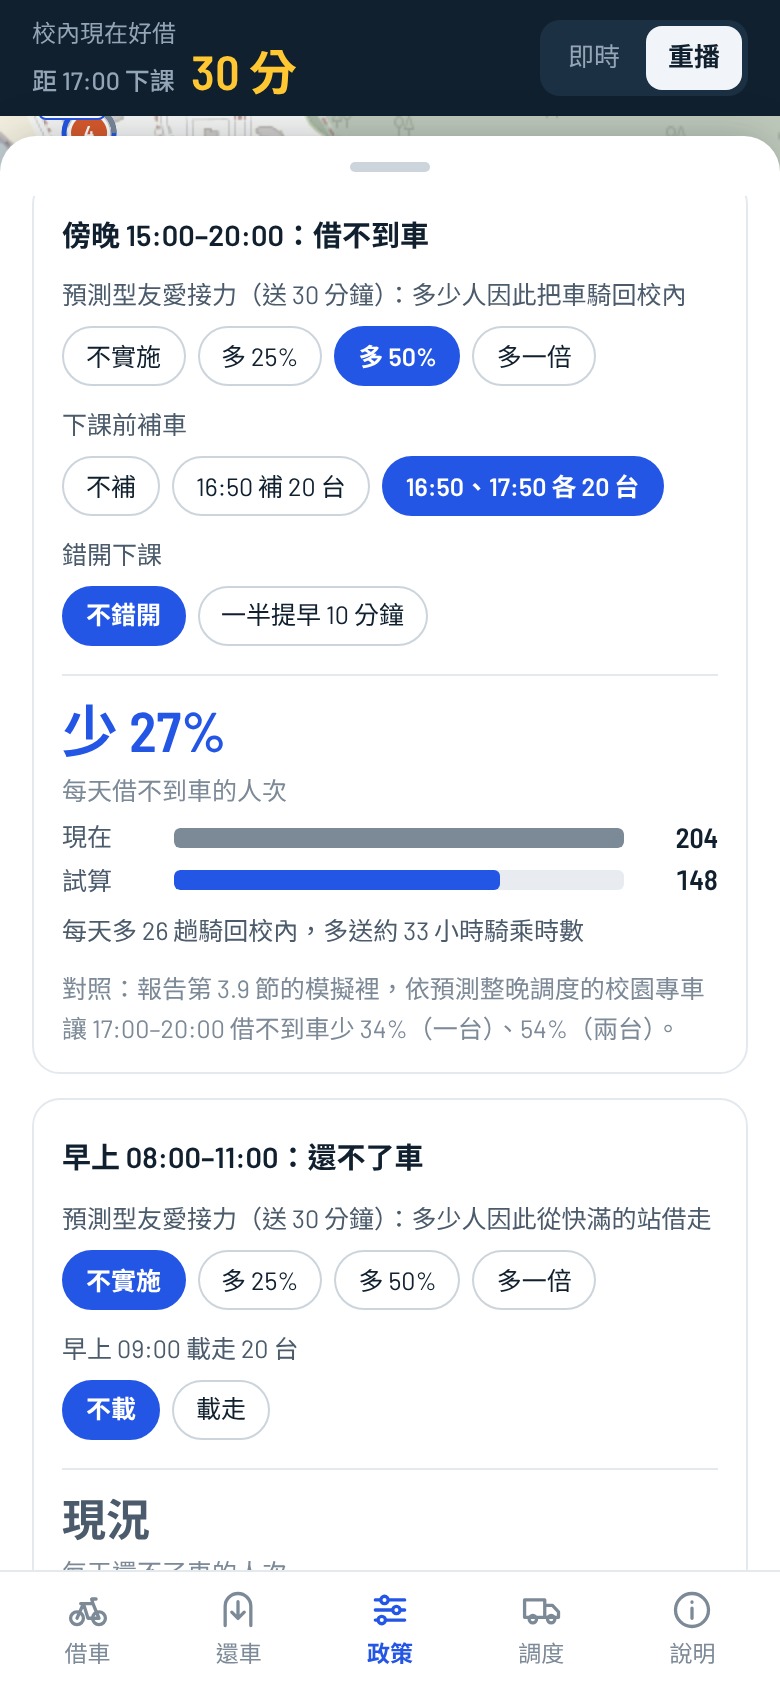 校內現在好借
距 17:00 下課 30 分
即時
重播
4
傍晚 15:00–20:00：借不到車
預測型友愛接力（送 30 分鐘）：多少人因此把車騎回校內
不實施
多 25%
多 50%
多一倍
下課前補車
不補
16:50 補 20 台
16:50、17:50 各 20 台
錯開下課
不錯開
一半提早 10 分鐘
少 27%
每天借不到車的人次
現在 204
試算 148
每天多 26 趟騎回校內，多送約 33 小時騎乘時數
對照：報告第 3.9 節的模擬裡，依預測整晚調度的校園專車
讓 17:00–20:00 借不到車少 34%（一台）、54%（兩台）。
早上 08:00–11:00：還不了車
預測型友愛接力（送 30 分鐘）：多少人因此從快滿的站借走
不實施
多 25%
多 50%
多一倍
早上 09:00 載走 20 台
不載
載走
現況
每天還不了車的人次
借車
還車
政策
調度
說明